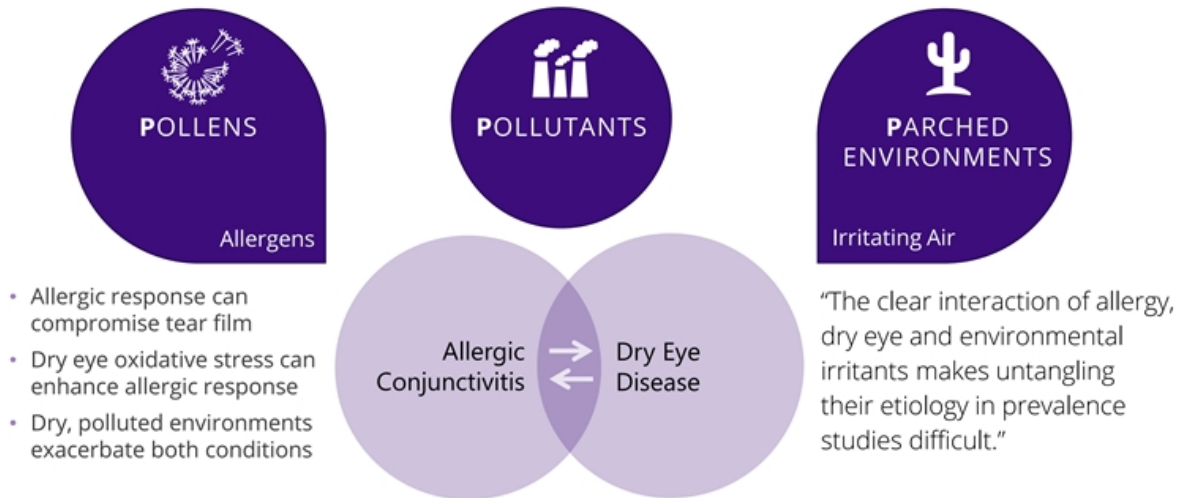 POLLENS
Allergens
POLLUTANTS
PARCHED
ENVIRONMENTS
Irritating Air
• Allergic response can
compromise tear film
• Dry eye oxidative stress can
enhance allergic response
• Dry, polluted environments
exacerbate both conditions
Allergic
Conjunctivitis
Dry Eye
Disease
“The clear interaction of allergy,
dry eye and environmental
irritants makes untangling
their etiology in prevalence
studies difficult.”